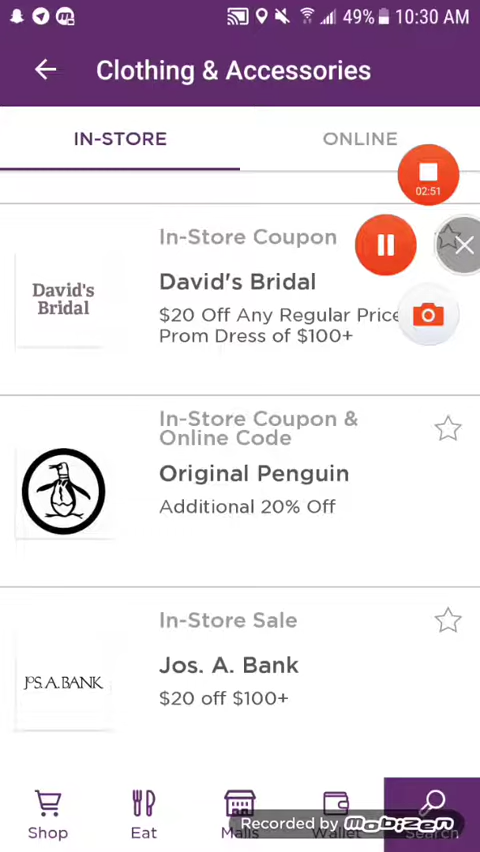 49% 10:30 AM
Clothing & Accessories
IN-STORE
ONLINE
02:51
In-Store Coupon
David's Bridal
David's
Bridal
$20 Off Any Regular Price
Prom Dress of $100+
In-Store Coupon &
Online Code
Original Penguin
Additional 20% Off
In-Store Sale
Jos. A. Bank
JOS. A. BANK
$20 off $100+
Shop
Eat
Malls
Wallet
Search
Recorded by mobizen